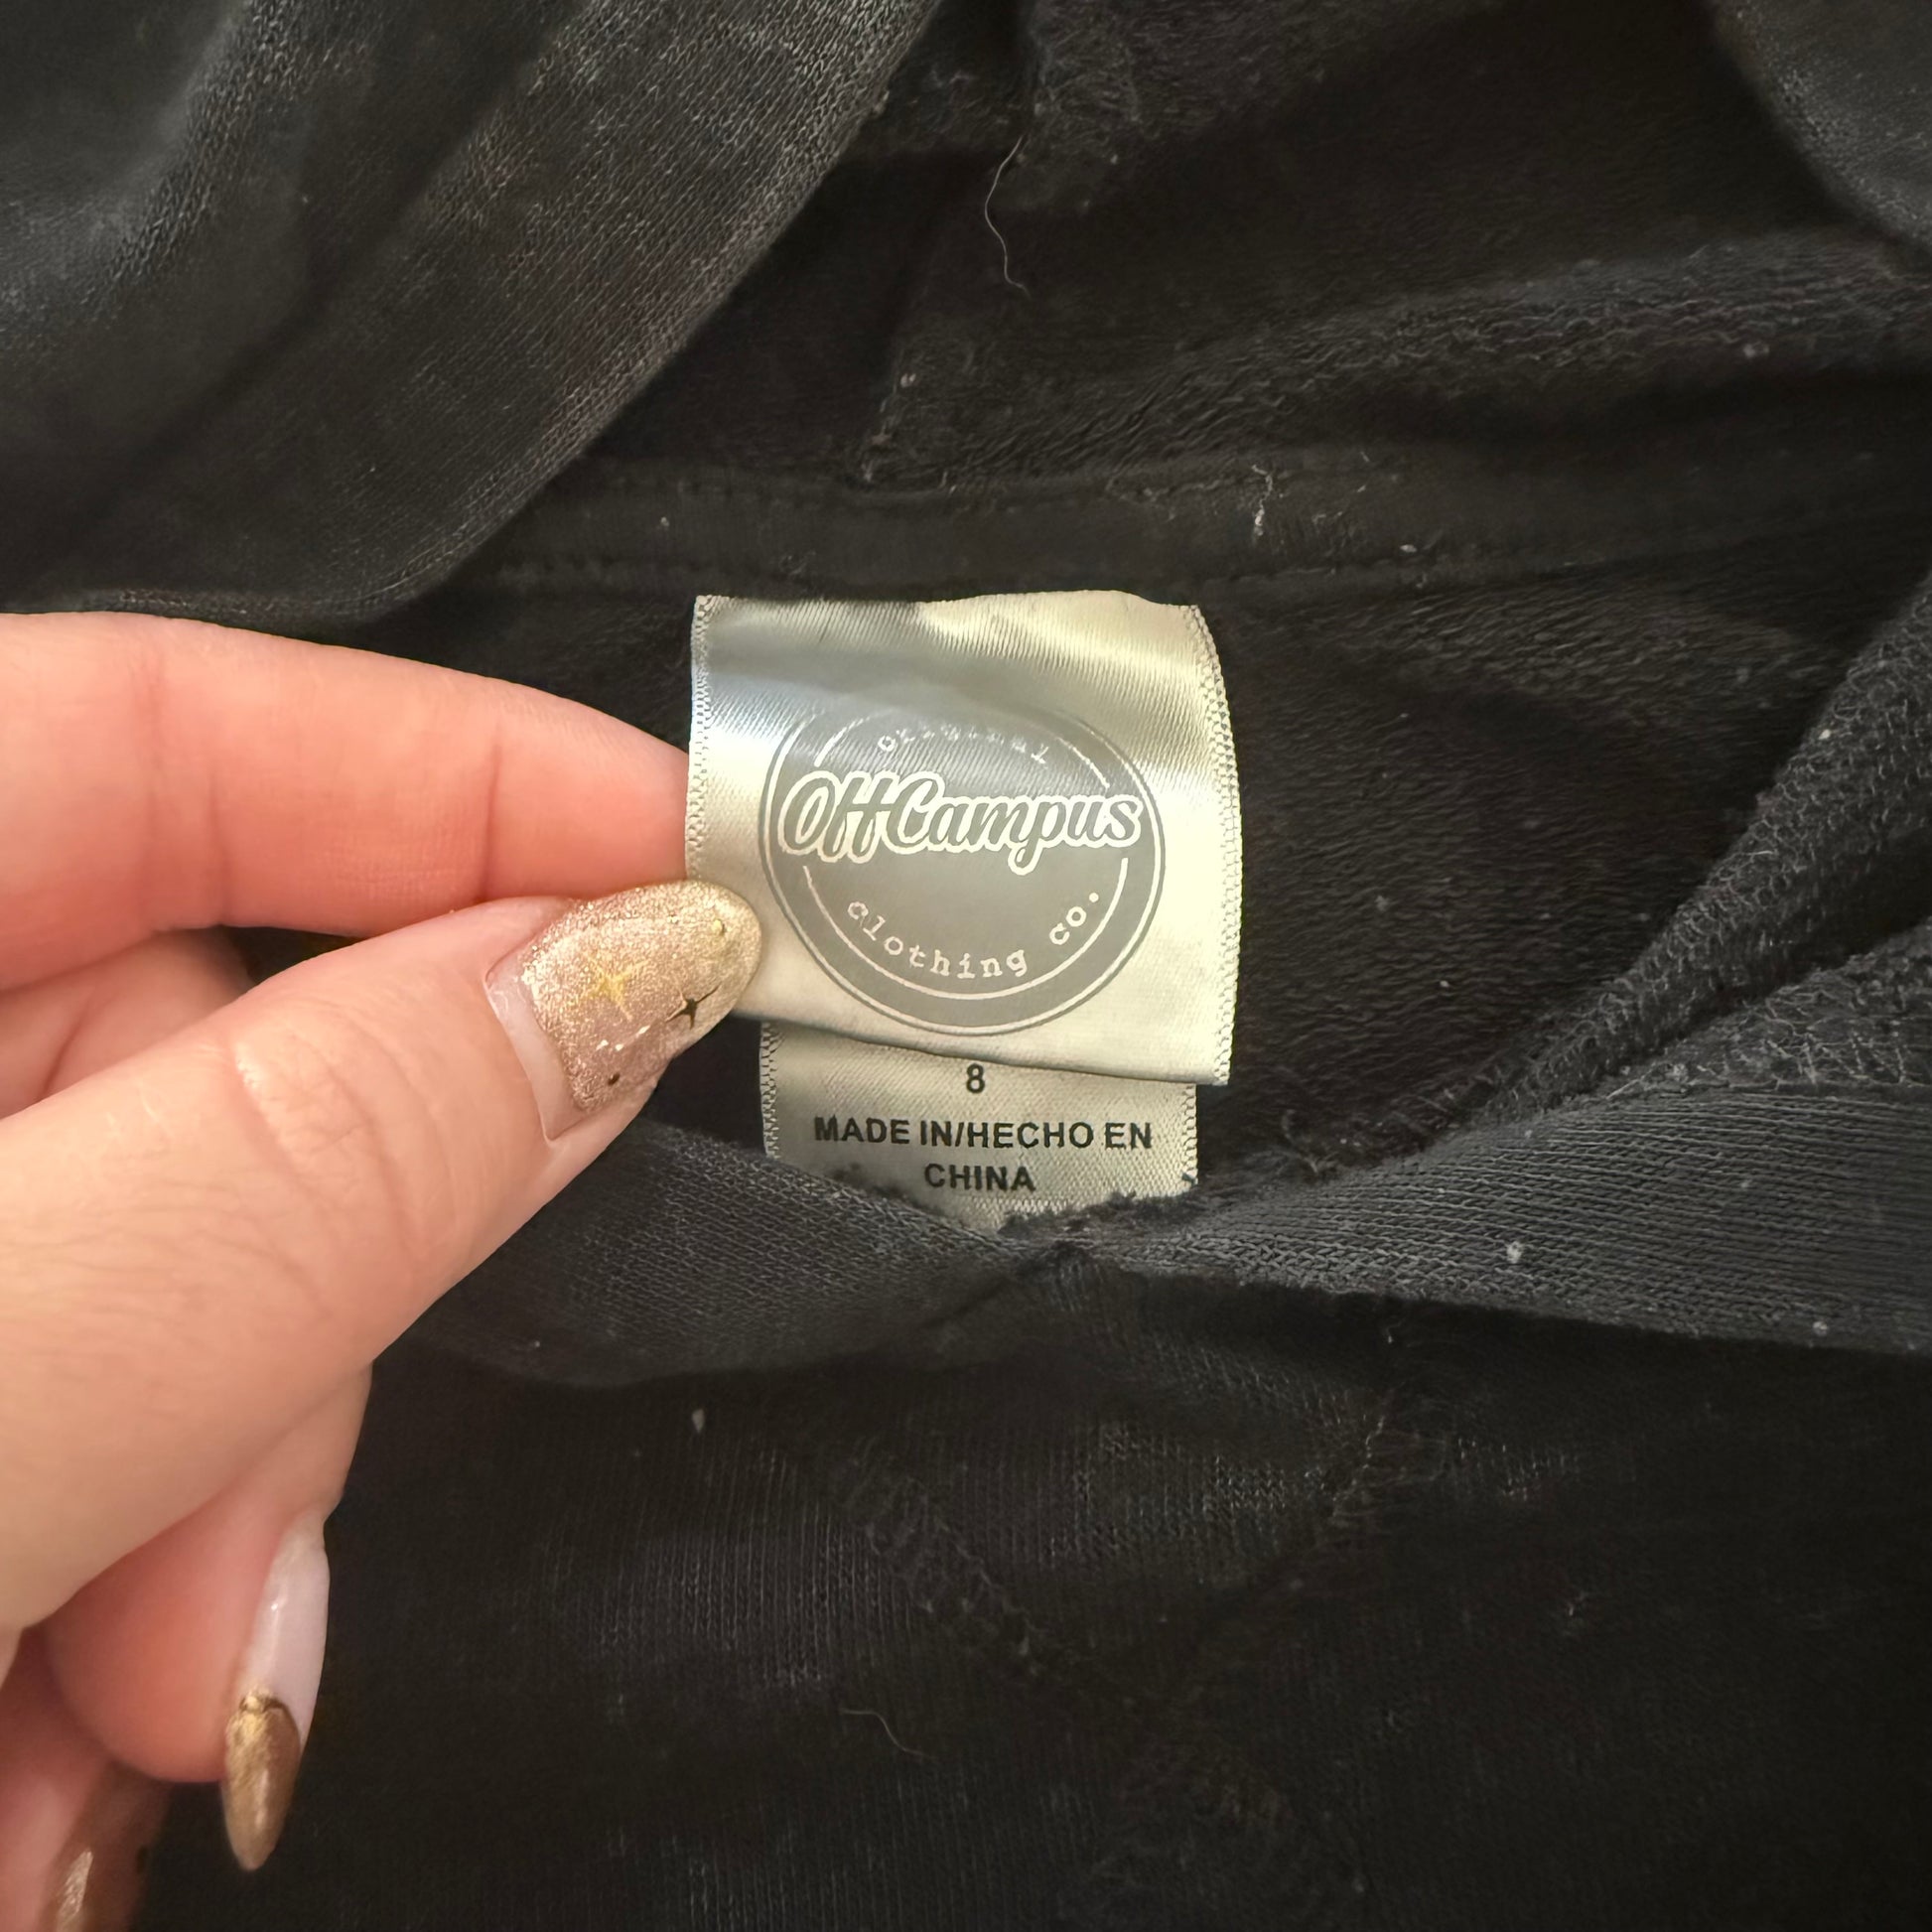 original
OffCampus
clothing co.
8
MADE IN/HECHO EN
CHINA